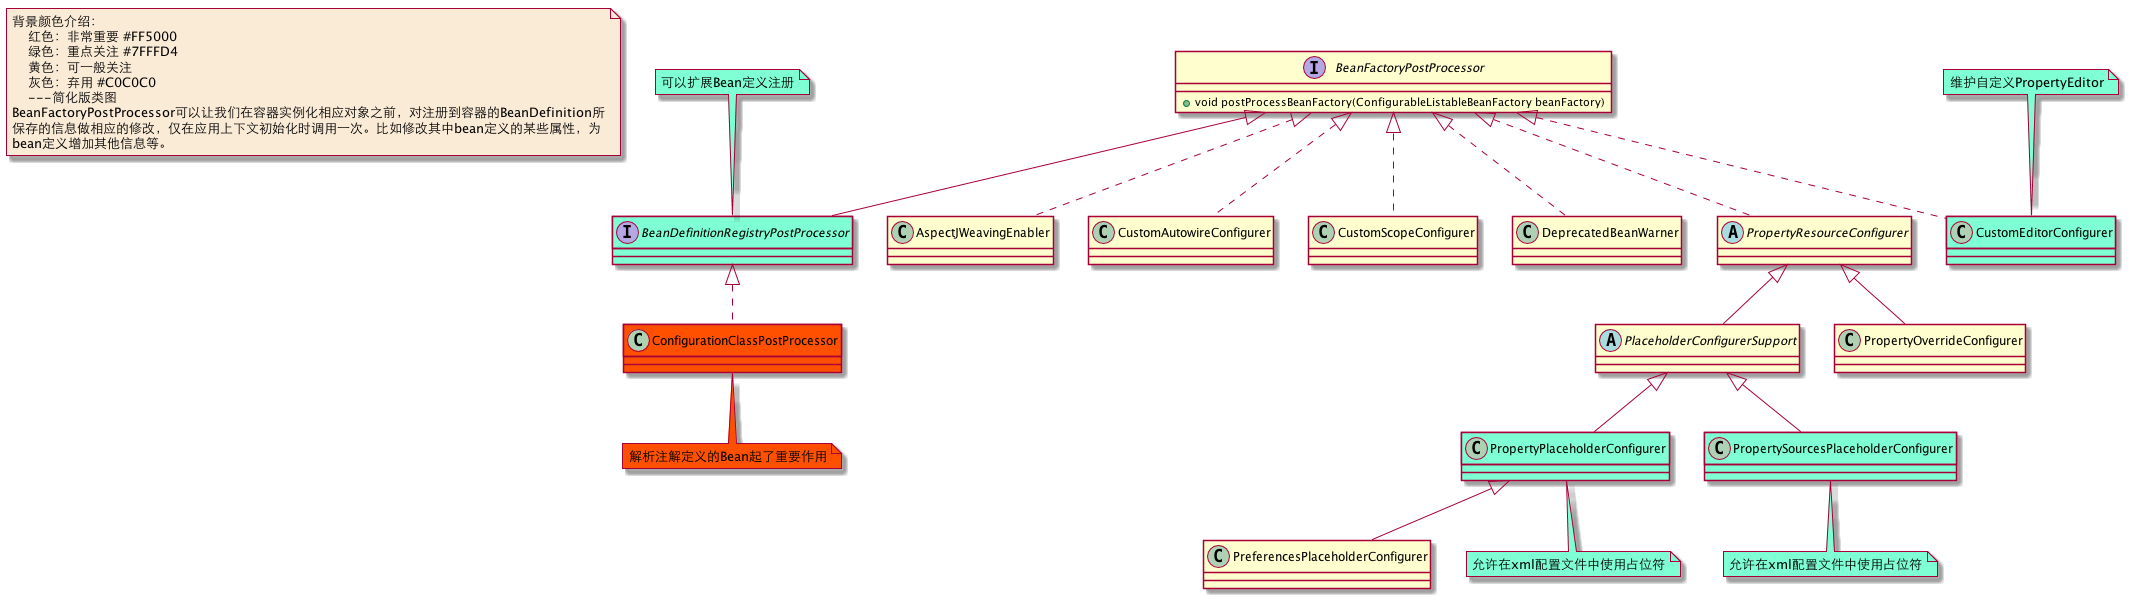 背景颜色介绍：
红色：非常重要 #FF5000
绿色：重点关注 #7FFFD4
黄色：可一般关注
灰色：弃用 #C0C0C0
---简化版类图
BeanFactoryPostProcessor可以让我们在容器实例化相应对象之前，对注册到容器的BeanDefinition所
保存的信息做相应的修改，仅在应用上下文初始化时调用一次。比如修改其中bean定义的某些属性，为
bean定义增加其他信息等。
I BeanFactoryPostProcessor
void postProcessBeanFactory(ConfigurableListableBeanFactory beanFactory)
可以扩展Bean定义注册
维护自定义PropertyEditor
I BeanDefinitionRegistryPostProcessor
C AspectJWeavingEnabler
C CustomAutowireConfigurer
C CustomScopeConfigurer
C DeprecatedBeanWarner
A PropertyResourceConfigurer
C CustomEditorConfigurer
C ConfigurationClassPostProcessor
A PlaceholderConfigurerSupport
C PropertyOverrideConfigurer
解析注解定义的Bean起了重要作用
C PropertyPlaceholderConfigurer
C PropertySourcesPlaceholderConfigurer
C PreferencesPlaceholderConfigurer
允许在xml配置文件中使用占位符
允许在xml配置文件中使用占位符